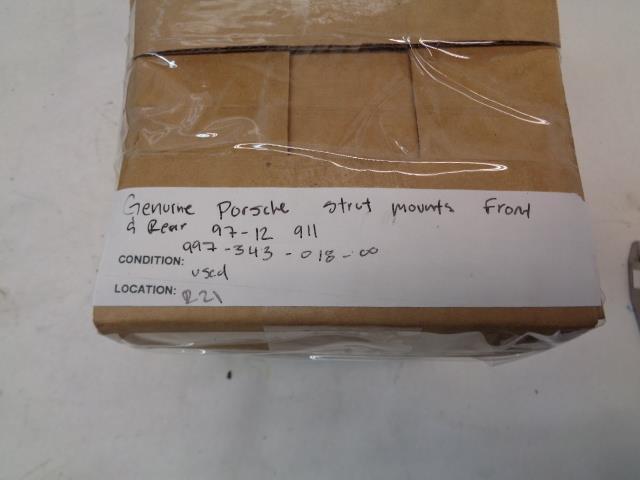 Genuine Porsche strut mounts Front
& Rear 97-12 911
997-343-018-00
CONDITION: used
LOCATION: R21